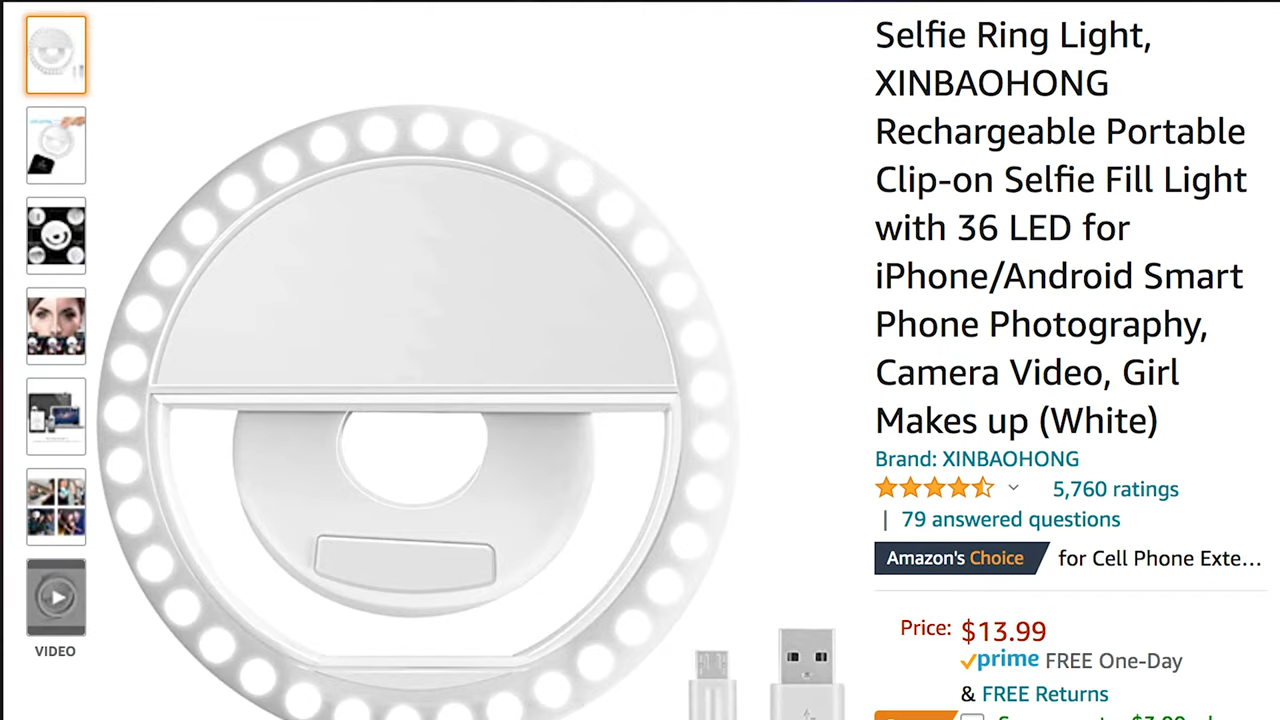 Selfie Ring Light,
XINBAOHONG
Rechargeable Portable
Clip-on Selfie Fill Light
with 36 LED for
iPhone/Android Smart
Phone Photography,
Camera Video, Girl
Makes up (White)
Brand: XINBAOHONG
5,760 ratings
| 79 answered questions
Amazon's Choice for Cell Phone Exte...
Price: $13.99
prime FREE One-Day
& FREE Returns
VIDEO